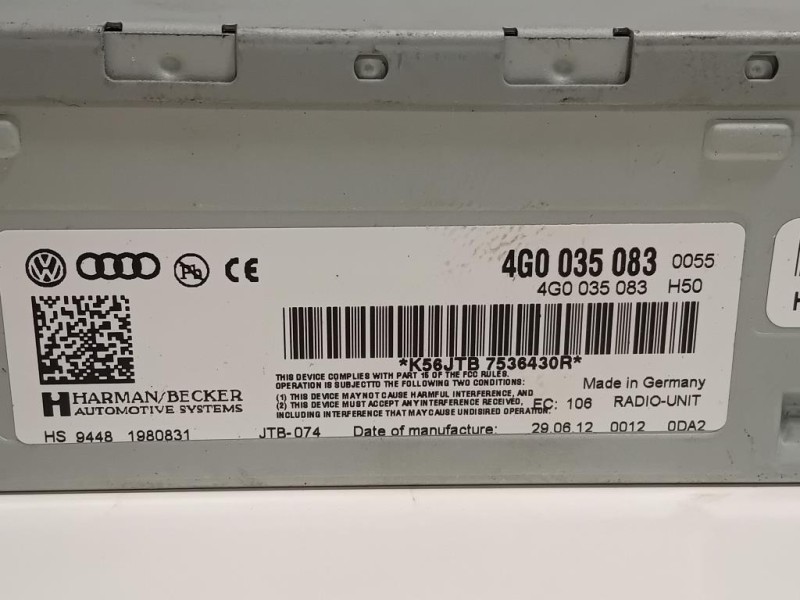 4G0 035 083 0055
4G0 035 083 H50
*K56JTB 7536430R*
THIS DEVICE COMPLIES WITH PART 15 OF THE FCC RULES.
OPERATION IS SUBJECTTO THE FOLLOWING TWO CONDITIONS:
(1) THIS DEVICE MAY NOT CAUSE HARMFUL INTERFERENCE, AND
(2) THIS DEVICE MUST ACCEPT ANY INTERFERENCE RECEIVED,
INCLUDING INTERFERENCE THAT MAY CAUSE UNDISIRED OPERATION.
Made in Germany
EC: 106 RADIO-UNIT
HARMAN/BECKER
AUTOMOTIVE SYSTEMS
HS 9448 1980831 JTB-074 Date of manufacture: 29.06.12 0012 0DA2
Pb
CE